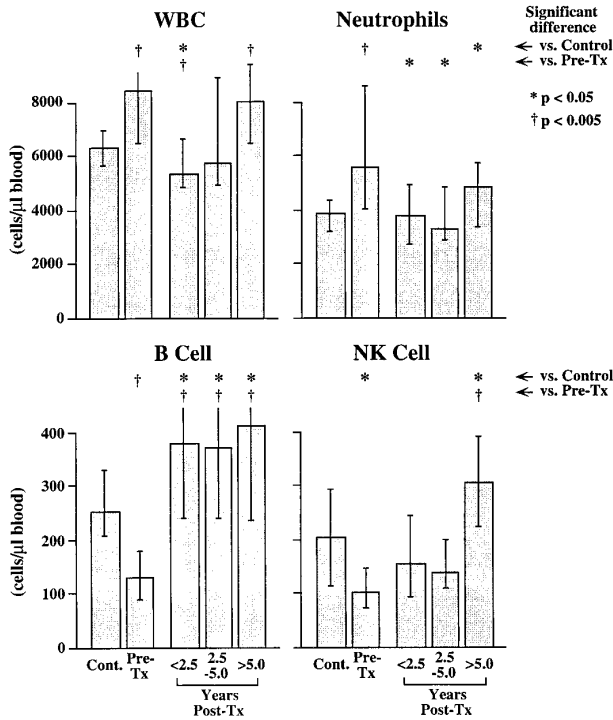 WBC
Neutrophils
Significant difference
† * †
† *
← vs. Control
† * *
← vs. Pre-Tx
* p < 0.05
† p < 0.005
(cells/µl blood)
8000
6000
4000
2000
0
B Cell
NK Cell
† * * *
* *
← vs. Control
† † †
†
← vs. Pre-Tx
(cells/µl blood)
400
300
200
100
0
Cont. Pre-Tx <2.5 2.5-5.0 >5.0
Years
Post-Tx
Cont. Pre-Tx <2.5 2.5-5.0 >5.0
Years
Post-Tx